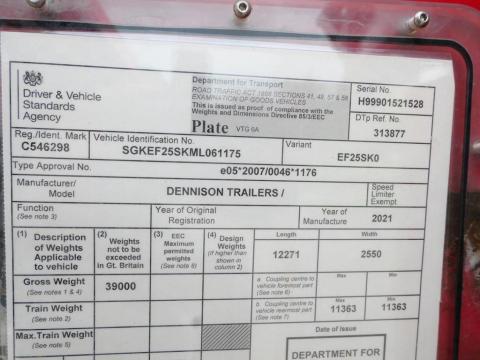 Driver & Vehicle
Standards
Agency
Department for Transport
ROAD TRAFFIC ACT 1988 SECTIONS 41, 49, 57 & 58
EXAMINATION OF GOODS VEHICLES
This is issued as proof of compliance with the
Weights and Dimensions Directive 85/3/EEC
Plate VTG 6A
Serial No.
H99901521528
DTp Ref. No.
313877
Reg./Ident. Mark
C546298
Vehicle Identification No.
SGKEF25SKML061175
Variant
EF25SK0
Type Approval No.
e05*2007/0046*1176
Manufacturer/
Model
DENNISON TRAILERS /
Speed
Limiter
Exempt
Function
(See note 3)
Year of Original
Registration
Year of
Manufacture
2021
(1) Description
of Weights
Applicable
to vehicle
(2) Weights
not to be
exceeded
in Gt. Britain
(3) EEC
Maximum
permitted
weights
(See note 6)
(4) Design
Weights
(if higher than
shown in
column 2)
Length
Width
12271
2550
Gross Weight
(See notes 1 & 4)
39000
a Coupling centre to
vehicle foremost part
(See note 6)
Max
Min
Train Weight
(See note 2)
b Coupling centre to
vehicle rearmost part
(See note 7)
Max
11363
Min
11363
Max.Train Weight
(See note 5)
Date of Issue
DEPARTMENT FOR